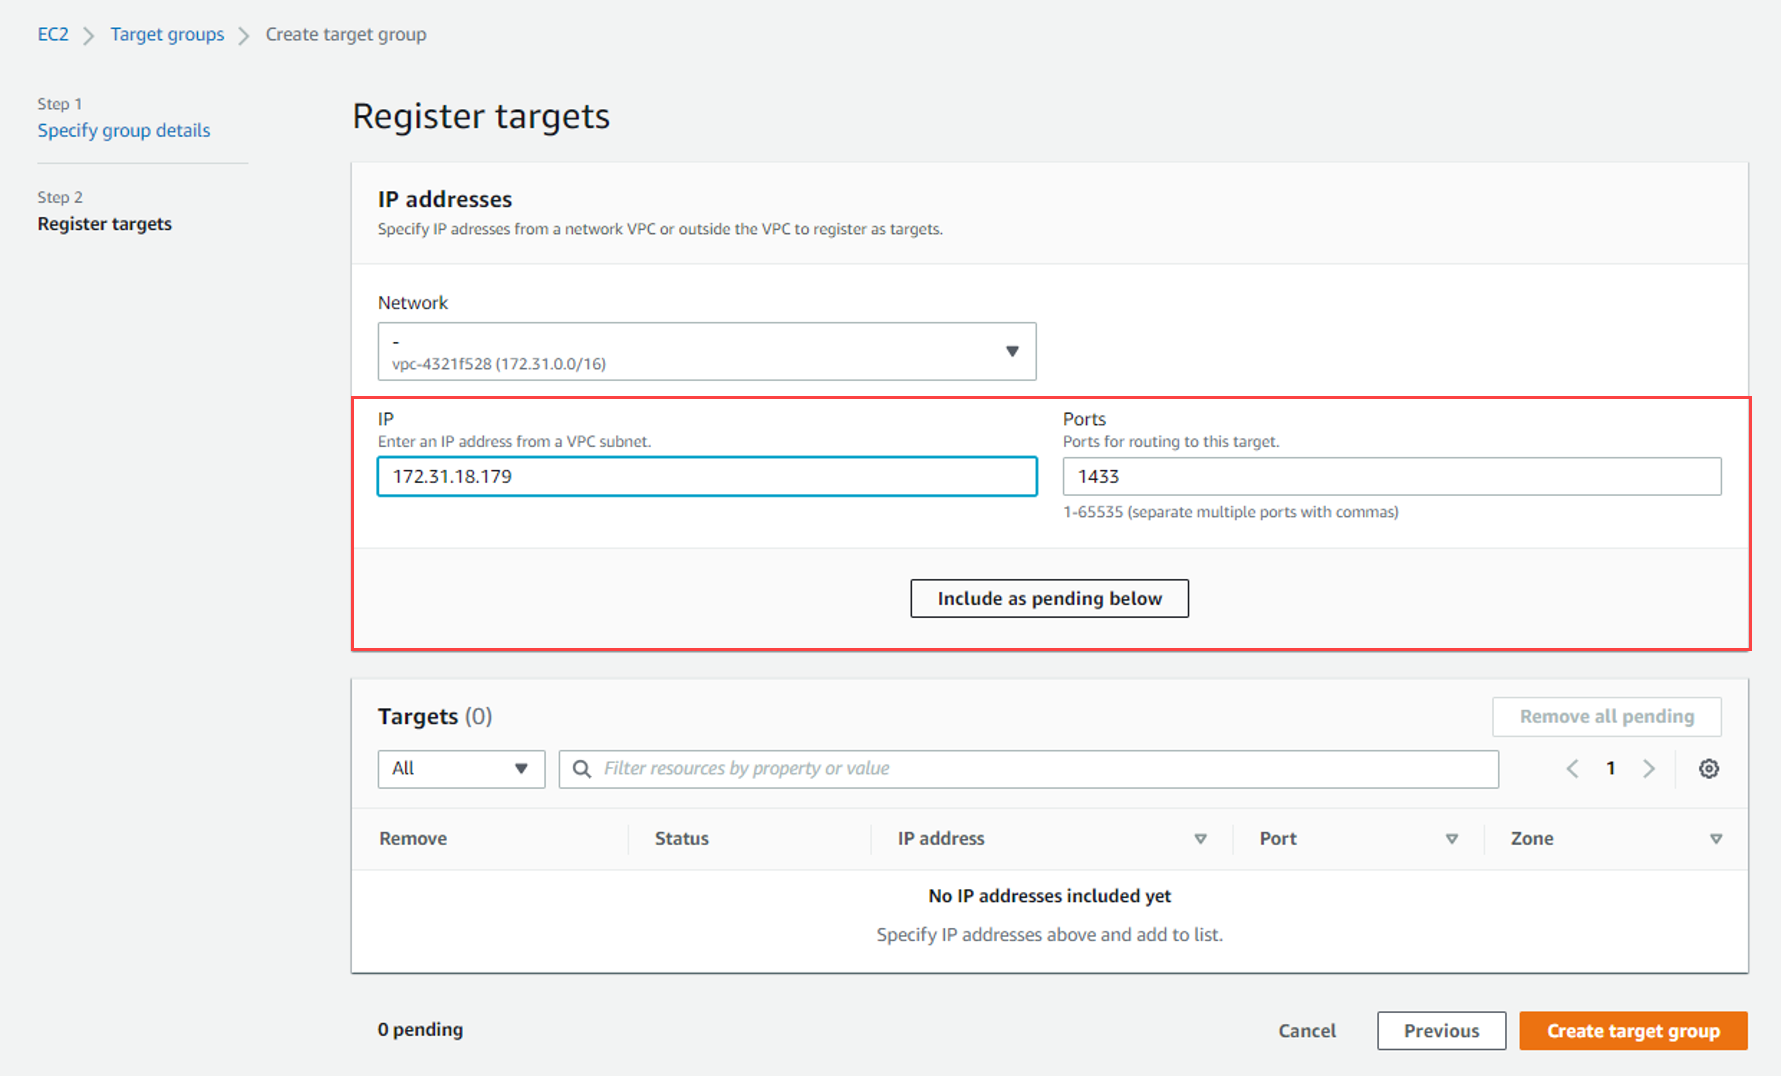 EC2 > Target groups > Create target group
Step 1
Specify group details
Step 2
Register targets
Register targets
IP addresses
Specify IP adresses from a network VPC or outside the VPC to register as targets.
Network
-
vpc-4321f528 (172.31.0.0/16)
IP
Enter an IP address from a VPC subnet.
172.31.18.179
Ports
Ports for routing to this target.
1433
1-65535 (separate multiple ports with commas)
Include as pending below
Targets (0)
Remove all pending
All
Filter resources by property or value
< 1 >
Remove Status IP address Port Zone
No IP addresses included yet
Specify IP addresses above and add to list.
0 pending
Cancel Previous Create target group